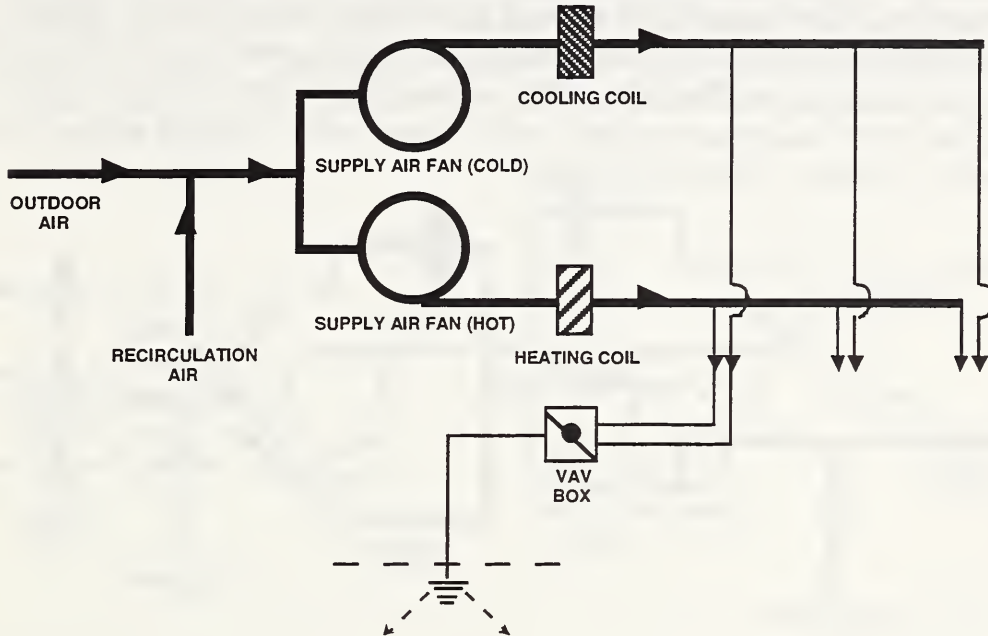 COOLING COIL
SUPPLY AIR FAN (COLD)
OUTDOOR
AIR
SUPPLY AIR FAN (HOT)
RECIRCULATION
AIR
HEATING COIL
VAV
BOX